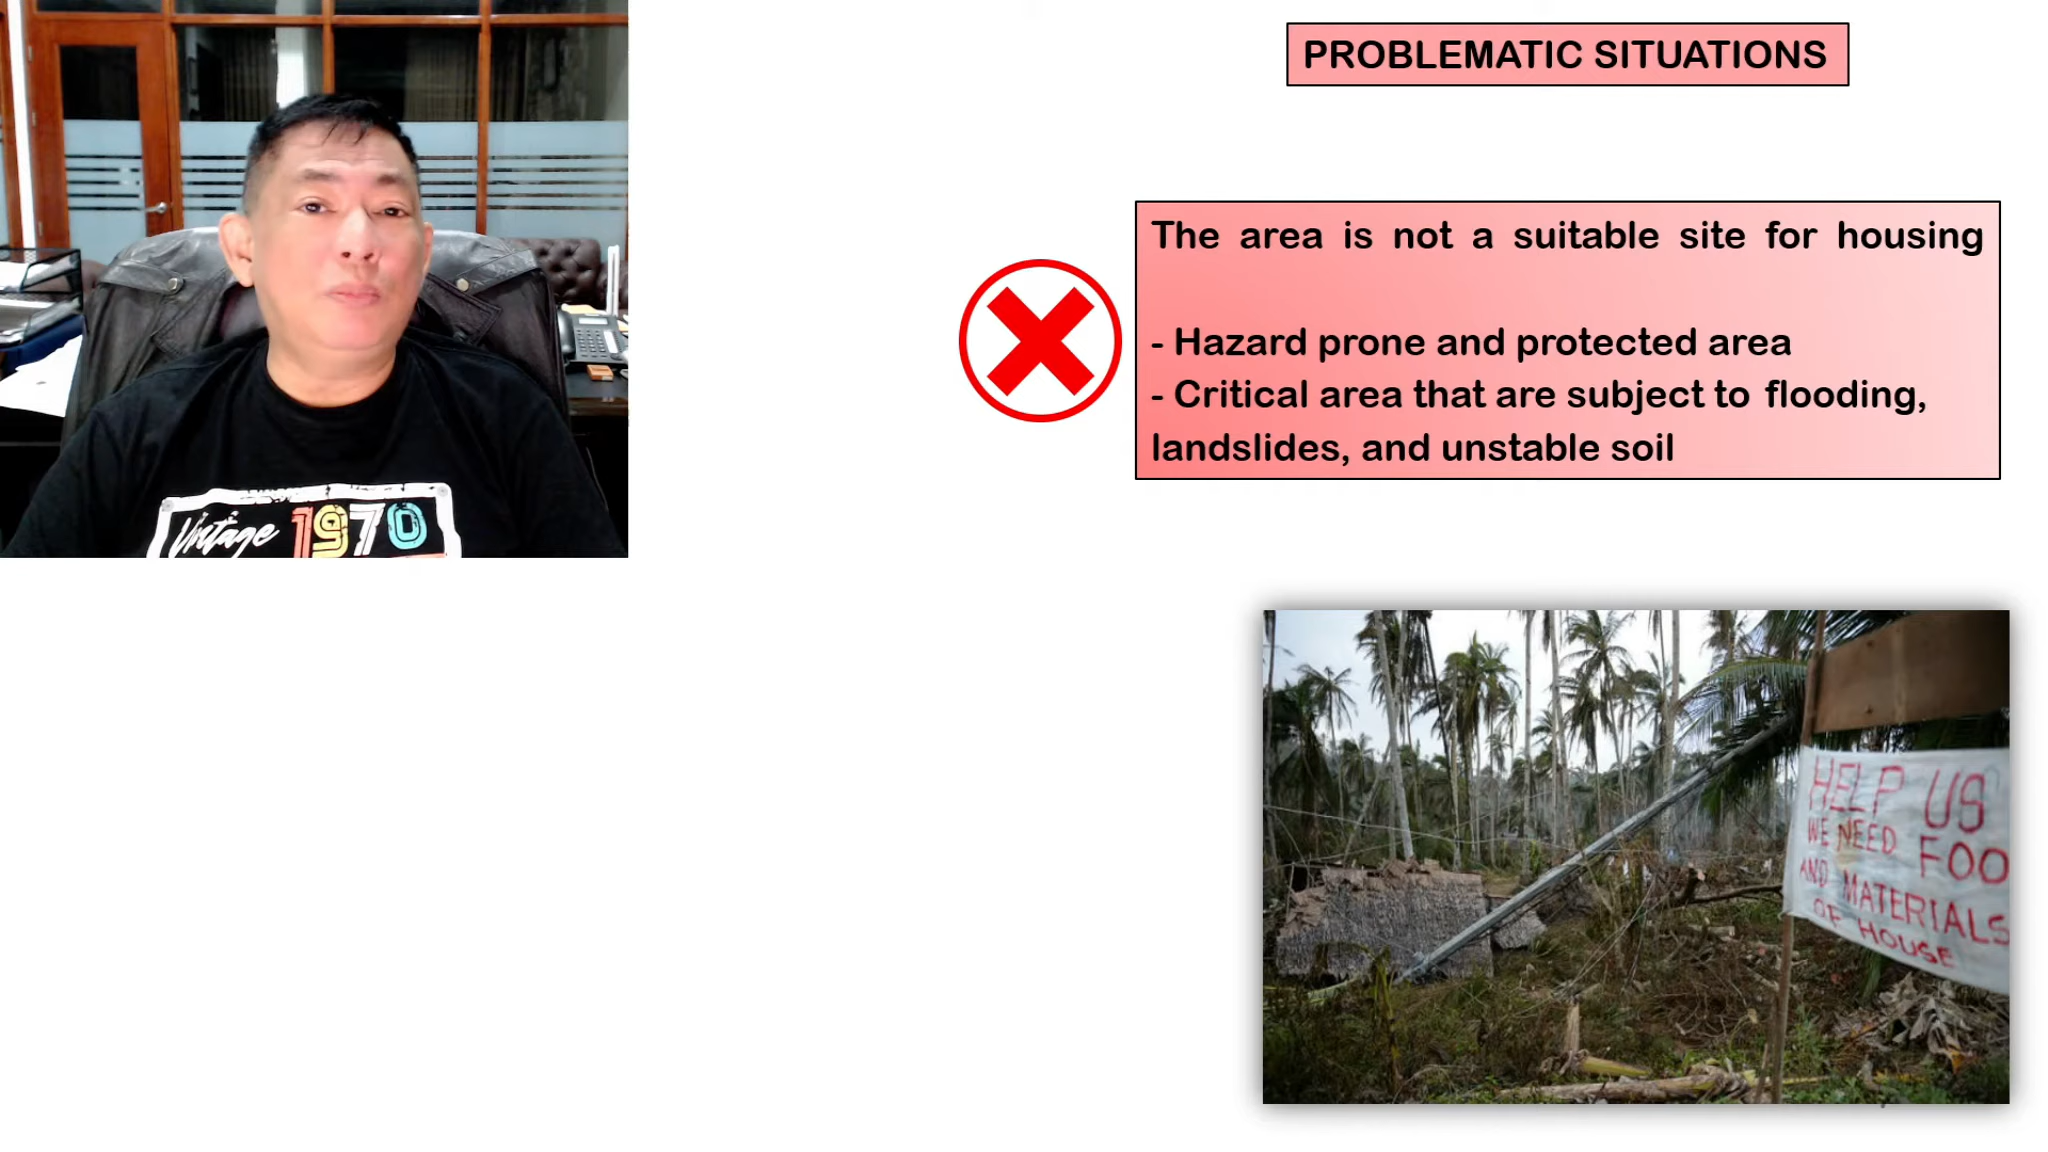 PROBLEMATIC SITUATIONS
The area is not a suitable site for housing
- Hazard prone and protected area
- Critical area that are subject to flooding,
landslides, and unstable soil
Vintage 1970
HELP US
WE NEED FOO
AND MATERIALS
OF HOUSE